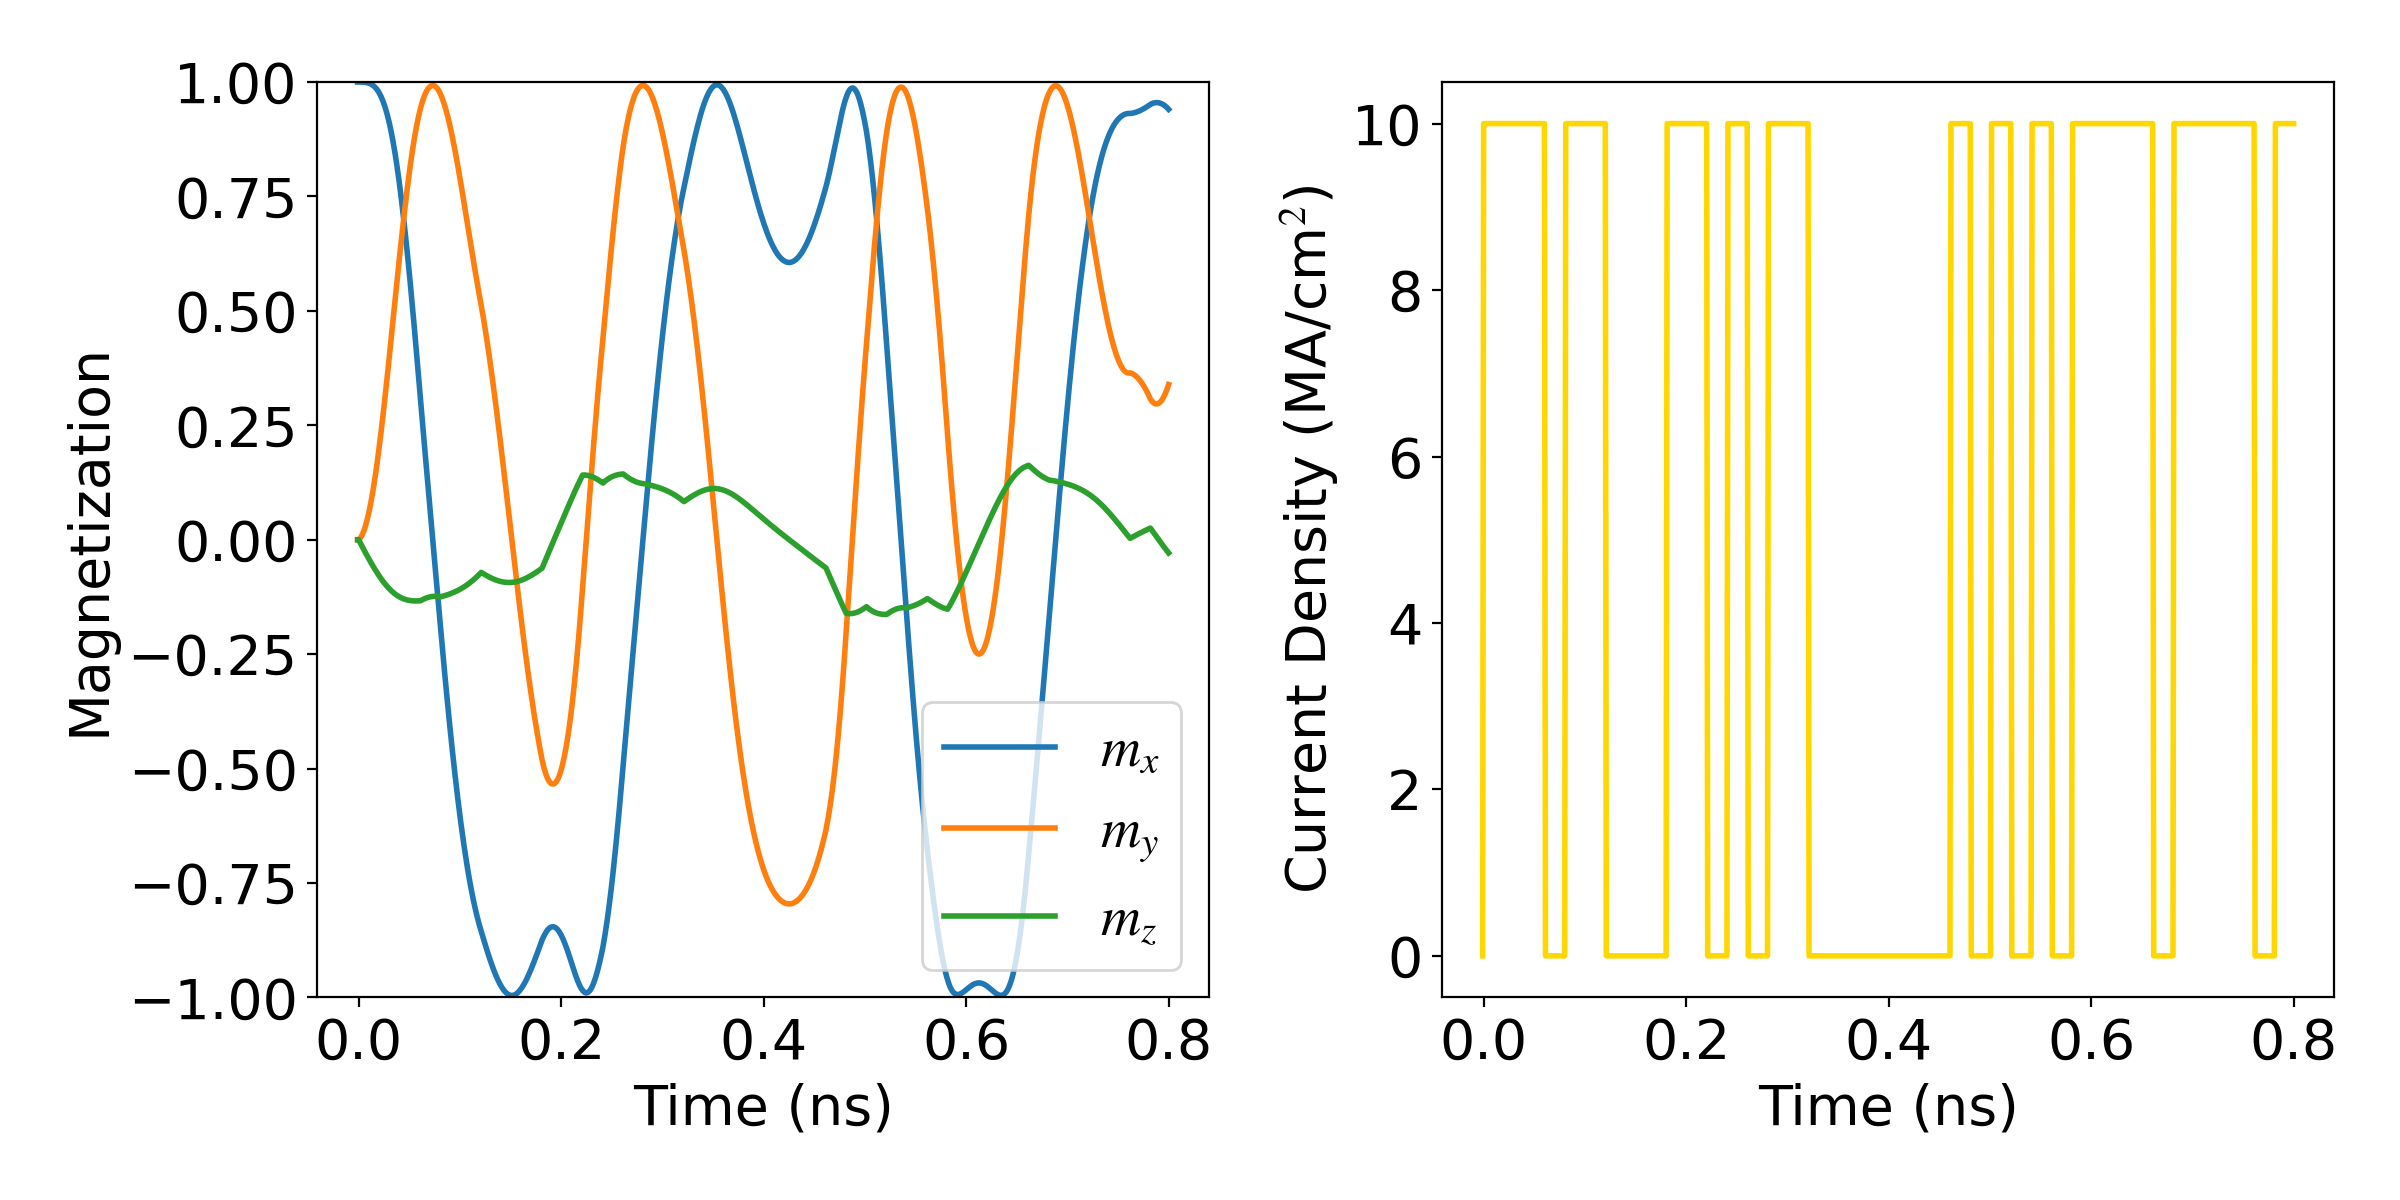 1.00
0.75
0.50
0.25
0.00
−0.25
−0.50
−0.75
−1.00
Magnetization
0.0 0.2 0.4 0.6 0.8
Time (ns)
m_x
m_y
m_z
10
8
6
4
2
0
Current Density (MA/cm²)
0.0 0.2 0.4 0.6 0.8
Time (ns)